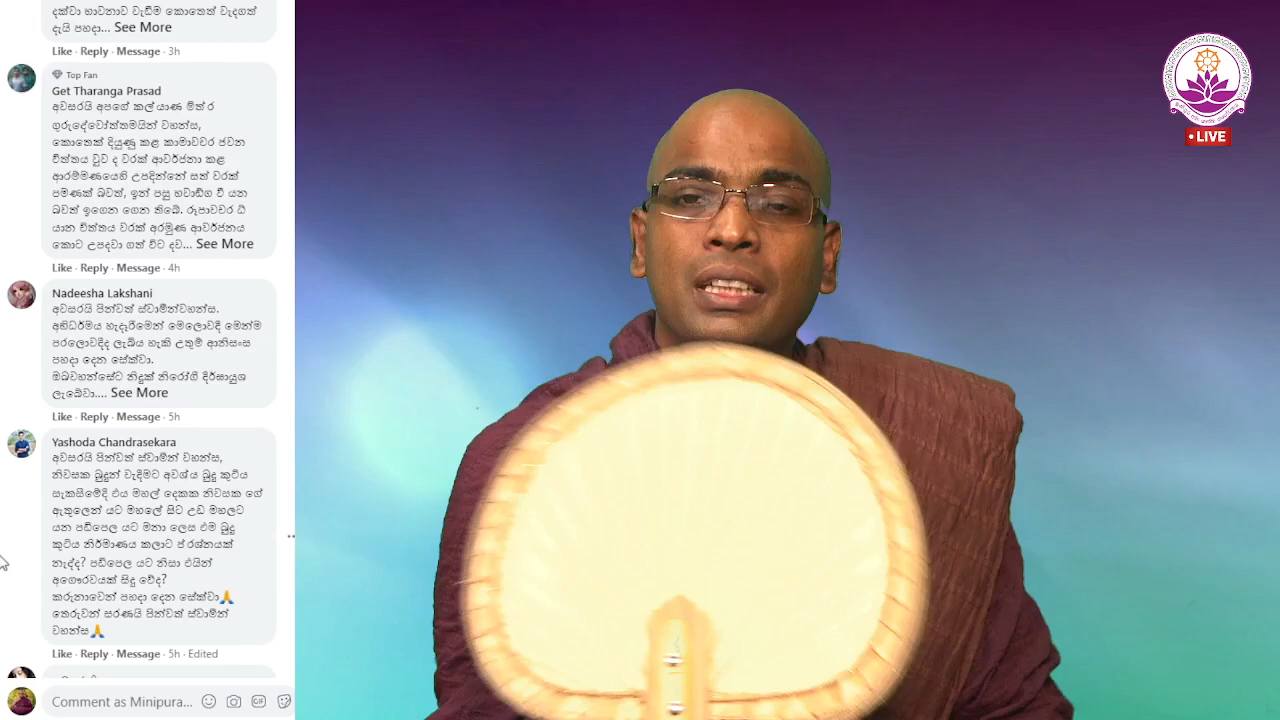 දක්වා භාවනාව වැඩීම කොතෙත් වැදගත්
දැයි පහදා... See More
Like · Reply · Message · 3h
Top Fan
Get Tharanga Prasad
අවසරයි අපගේ කල්‍යාණ මිත්‍ර
ගුරුදේවෝත්තමයින් වහන්ස,
කොතෙක් දියුණු කළ කාමාවචර ජවන
චිත්තය වුව ද වරක් ආවර්ජනා කළ
ආරම්මණයෙහි උපදින්නේ සත් වරක්
පමණක් බවත්, ඉන් පසු භවාඞ්ග වී යන
බවත් ඉගෙන ගෙන තිබේ. රූපාවචර ධ්‍
යාන චිත්තය වරක් අරමුණ ආවර්ජනය
කොට උපදවා ගත් විට දව... See More
Like · Reply · Message · 4h
Nadeesha Lakshani
අවසරයි පින්වත් ස්වාමීන්වහන්ස.
අභිධර්මය හැදෑරීමෙන් මෙලොවදී මෙන්ම
පරලොවදිද ලැබිය හැකි උතුම් ආනිසංස
පහදා දෙන සේක්වා.
ඔබවහන්සේට නිදුක් නිරෝගී දීර්ඝායුශ
ලැබේවා.... See More
Like · Reply · Message · 5h
Yashoda Chandrasekara
අවසරයි පින්වත් ස්වාමින් වහන්ස,
නිවසක බුදුන් වැඳීමට අවශ්‍ය බුදු කුටිය
සැකසීමේදි එය මහල් දෙකක නිවසක ගේ
ඇතුලෙන් යට මහලේ සිට උඩ මහලට
යන පඩිපෙල යට මනා ලෙස එම බුදු
කුටිය නිර්මාණය කලාට ප්‍රශ්නයක්
නැද්ද? පඩිපෙල යට නිසා එයින්
අගෞරවයක් සිදු වේද?
කරුනාවෙන් පහදා දෙන සේක්වා🙏
තෙරුවන් සරණයි පින්වත් ස්වාමින්
වහන්ස🙏
Like · Reply · Message · 5h · Edited
Comment as Minipura...
GIF
• LIVE